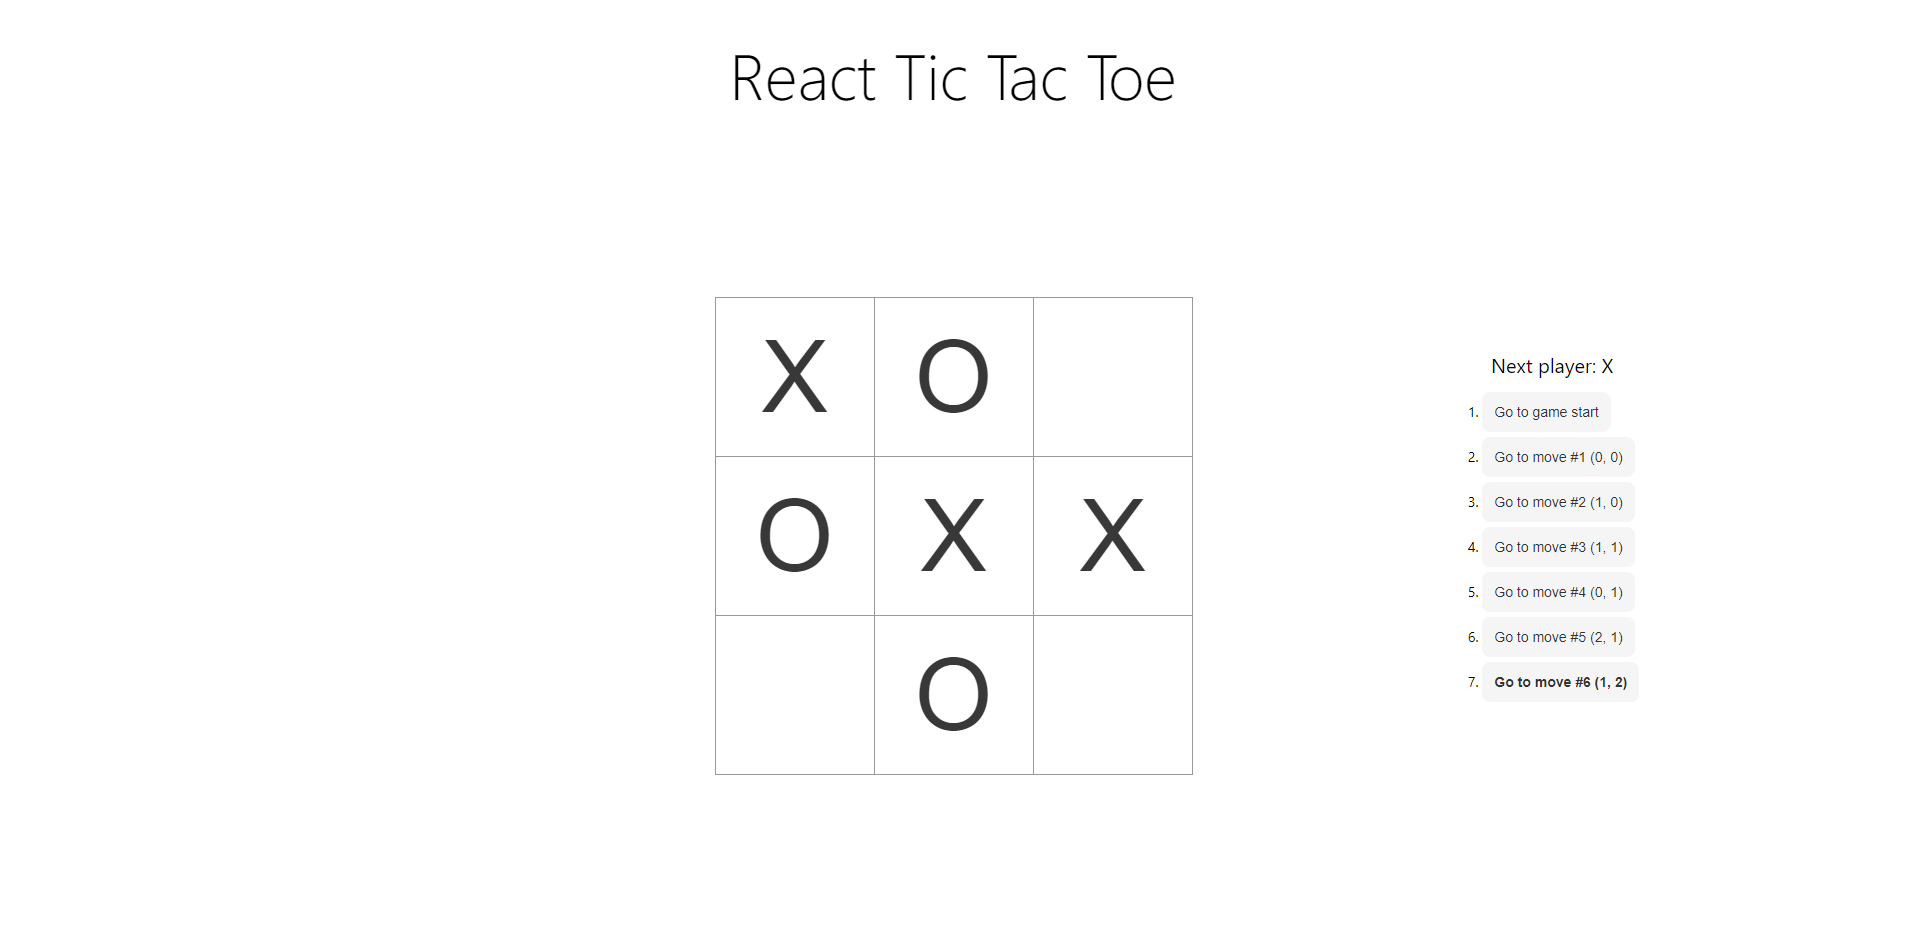 React Tic Tac Toe
X O
O X X
O
Next player: X
1. Go to game start
2. Go to move #1 (0, 0)
3. Go to move #2 (1, 0)
4. Go to move #3 (1, 1)
5. Go to move #4 (0, 1)
6. Go to move #5 (2, 1)
7. Go to move #6 (1, 2)